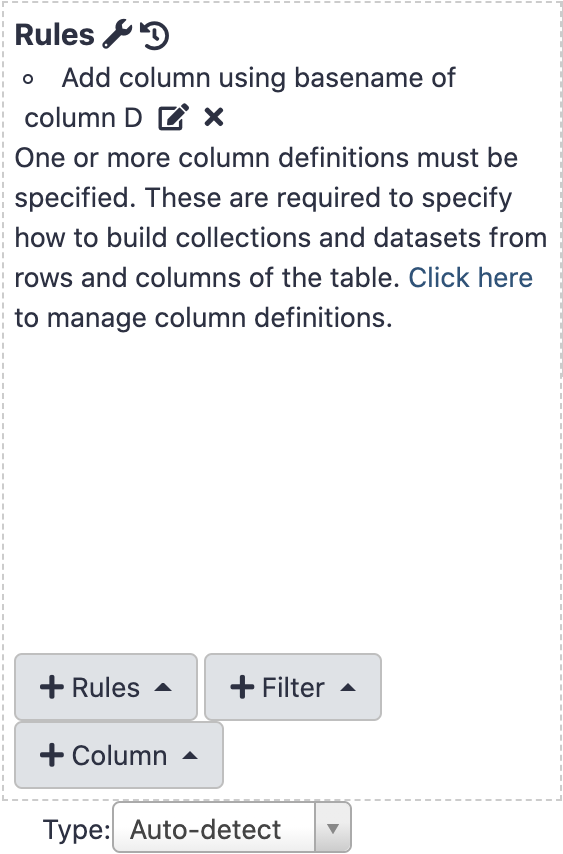 Rules
Add column using basename of
column D
One or more column definitions must be
specified. These are required to specify
how to build collections and datasets from
rows and columns of the table. Click here
to manage column definitions.
Rules
Filter
Column
Type: Auto-detect